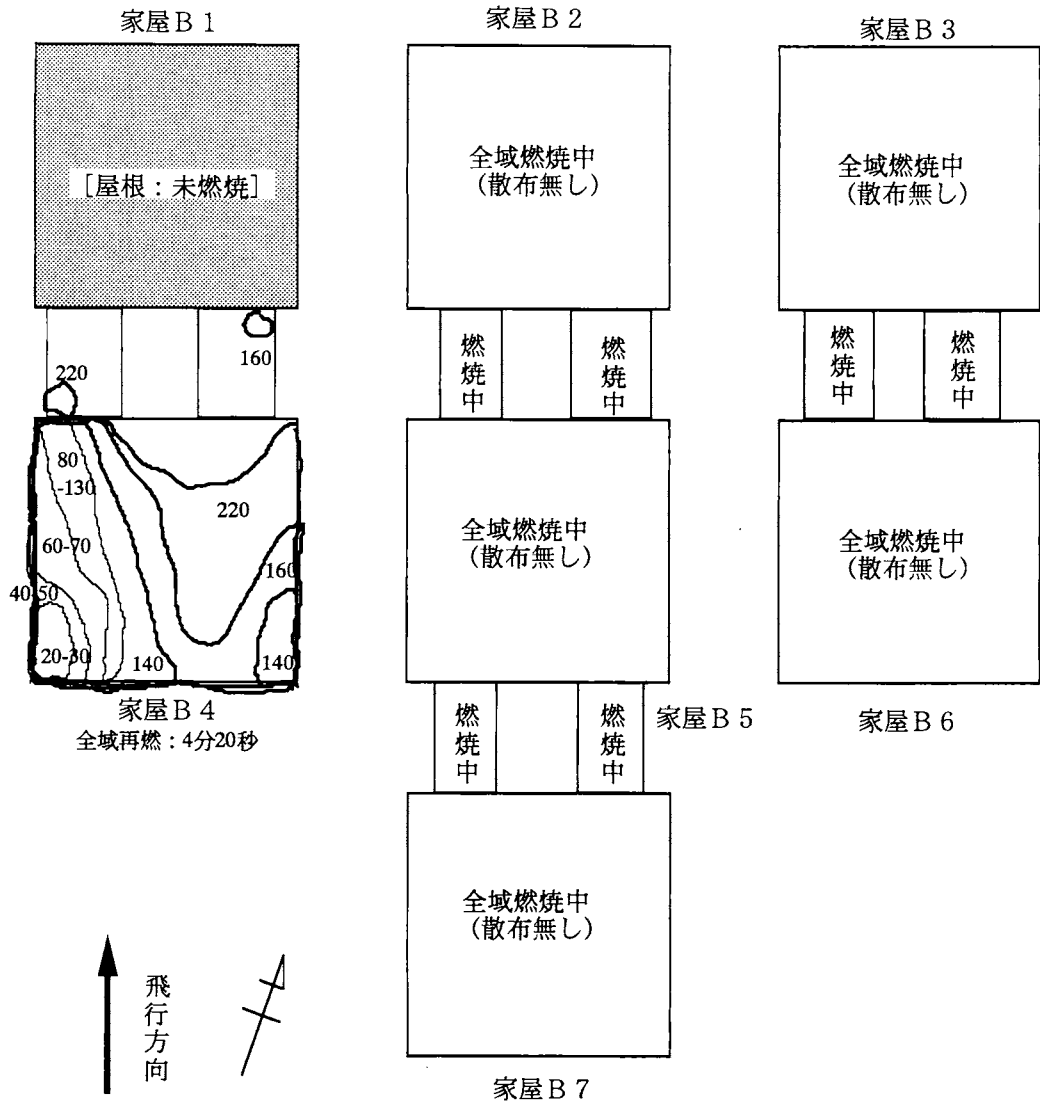 家屋B1
家屋B2
家屋B3
[屋根：未燃焼]
全域燃焼中
（散布無し）
全域燃焼中
（散布無し）
220
160
燃焼中
燃焼中
燃焼中
燃焼中
80
-130
220
60-70
160
40-50
20-30
140
140
全域燃焼中
（散布無し）
全域燃焼中
（散布無し）
家屋B4
全域再燃：4分20秒
燃焼中
燃焼中
家屋B5
家屋B6
全域燃焼中
（散布無し）
飛行方向
家屋B7